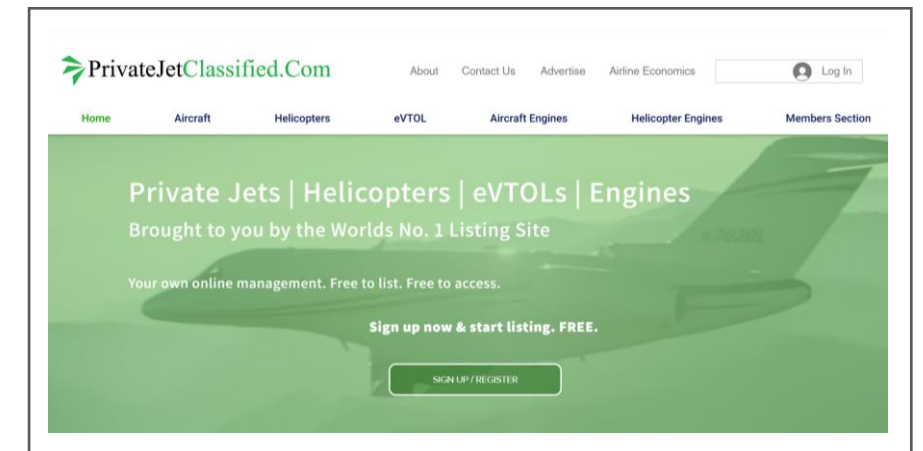 PrivateJetClassified.Com
About Contact Us Advertise Airline Economics Log In
Home Aircraft Helicopters eVTOL Aircraft Engines Helicopter Engines Members Section
Private Jets | Helicopters | eVTOLs | Engines
Brought to you by the Worlds No. 1 Listing Site
Your own online management. Free to list. Free to access.
Sign up now & start listing. FREE.
SIGN UP / REGISTER